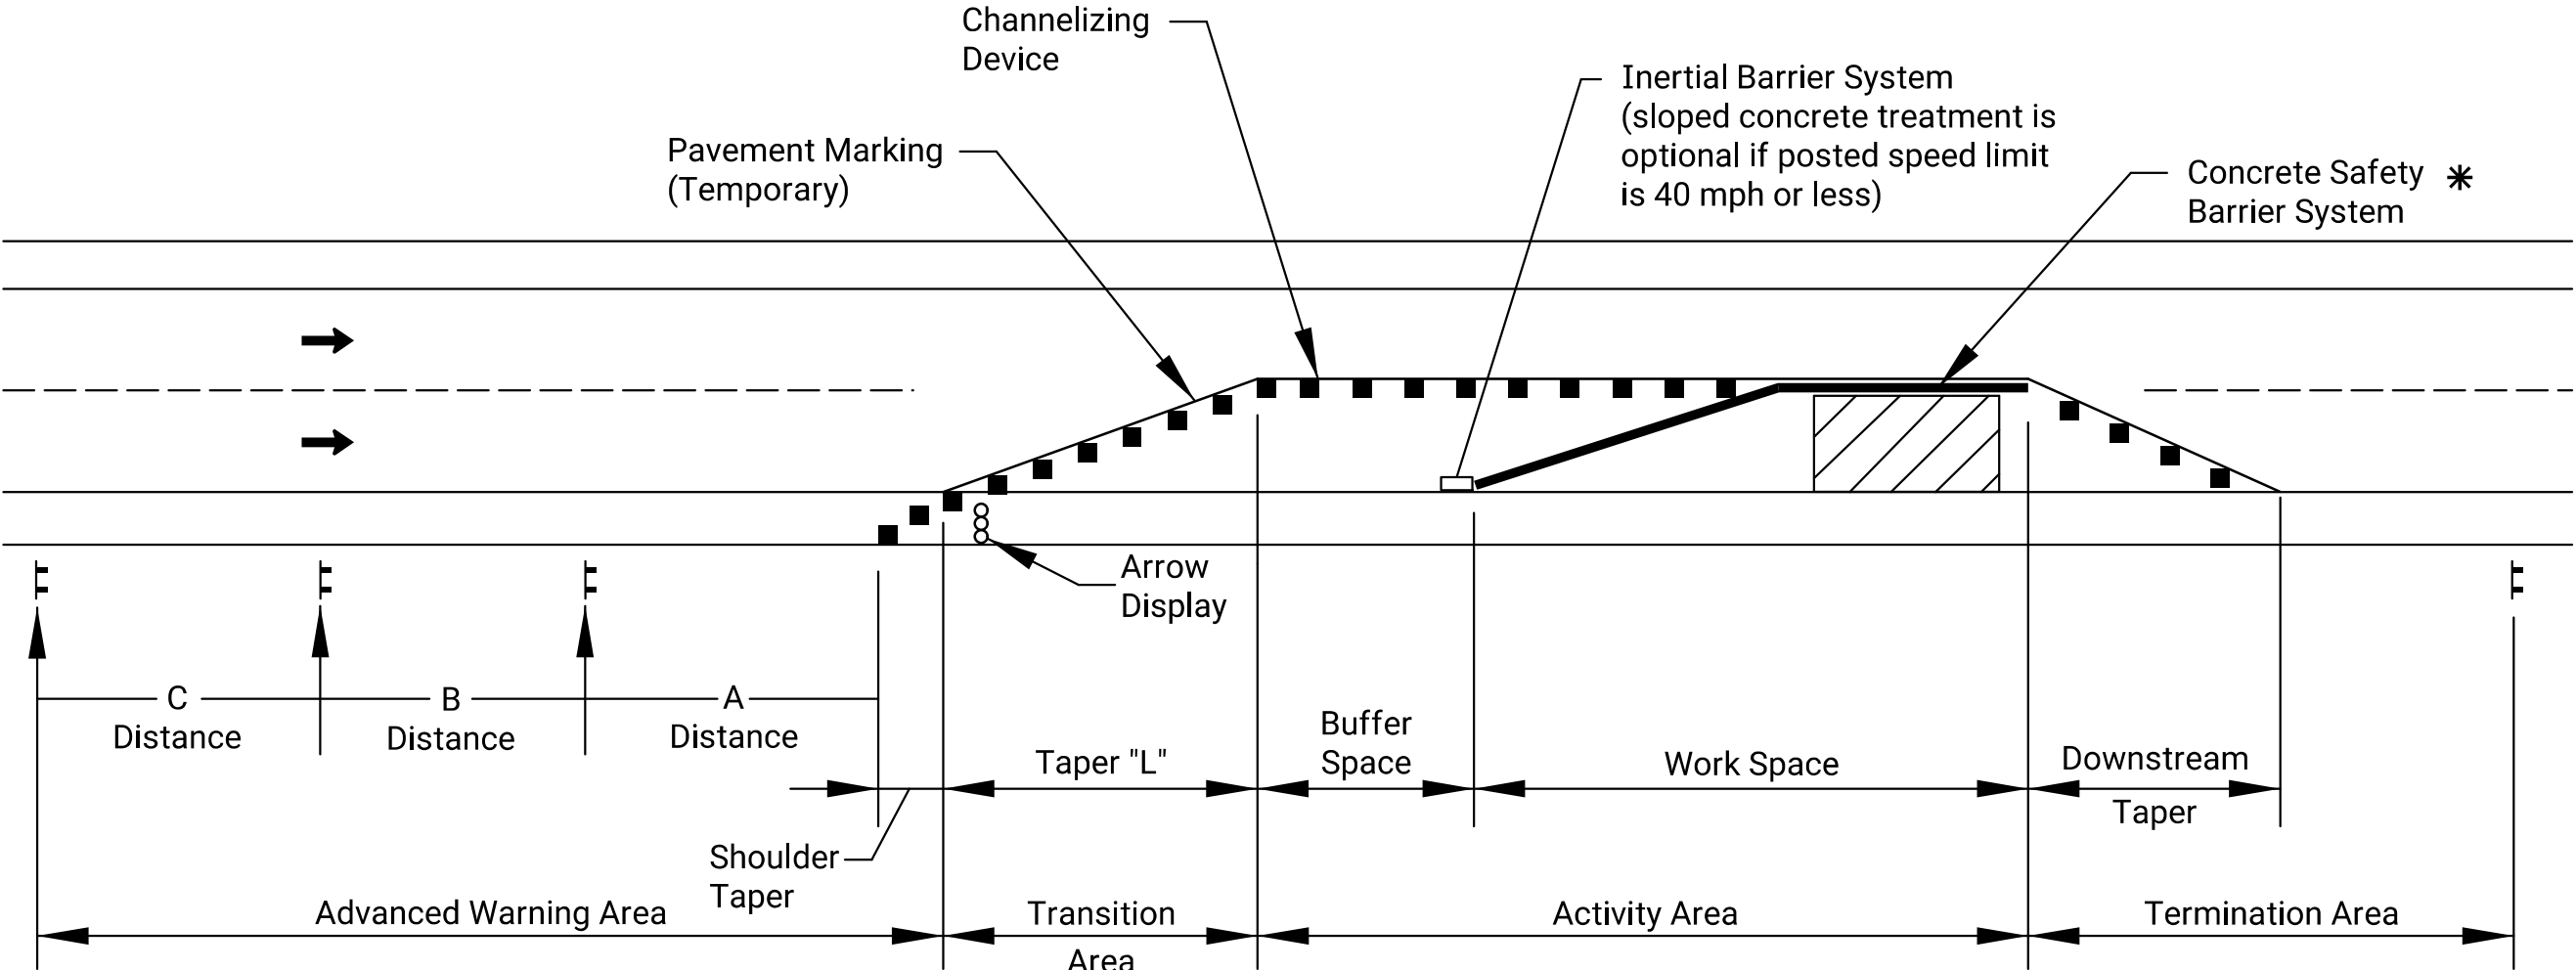 Channelizing
Device
Inertial Barrier System
(sloped concrete treatment is
optional if posted speed limit
is 40 mph or less)
Pavement Marking
(Temporary)
Concrete Safety *
Barrier System
Arrow
Display
C
Distance
B
Distance
A
Distance
Buffer
Space
Taper "L"
Work Space
Downstream
Taper
Shoulder
Taper
Advanced Warning Area
Transition
Area
Activity Area
Termination Area